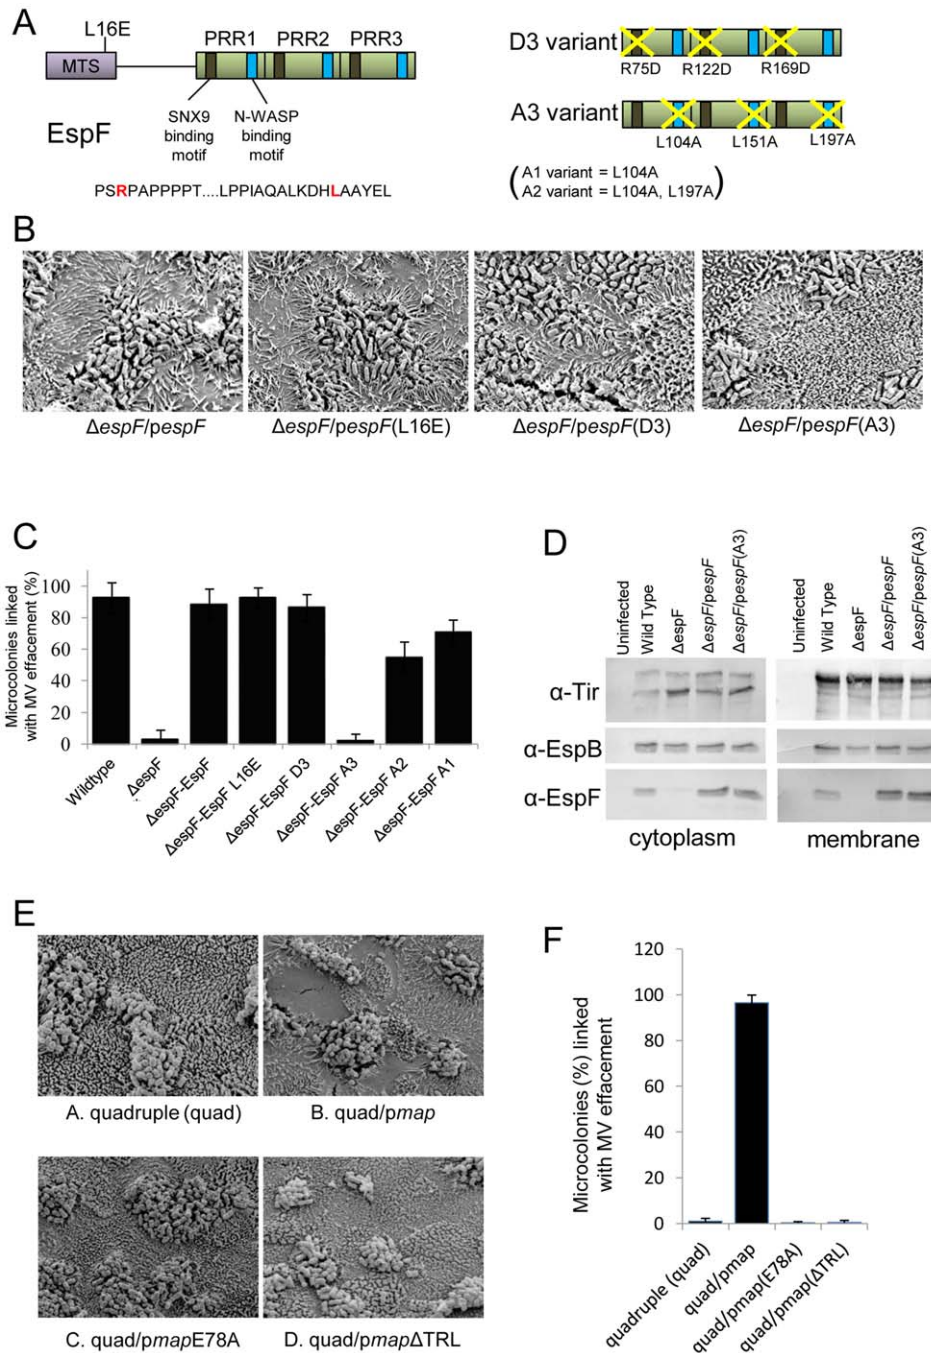 A
L16E
PRR1 PRR2 PRR3
MTS
SNX9
binding
motif
N-WASP
binding
motif
EspF
PSRPAPPPPT....LPPIAQALKDHLAAYEL
D3 variant
R75D R122D R169D
A3 variant
L104A L151A L197A
A1 variant = L104A
A2 variant = L104A, L197A
B
ΔespF/pespF
ΔespF/pespF(L16E)
ΔespF/pespF(D3)
ΔespF/pespF(A3)
C
Microcolonies linked
with MV effacement (%)
100
80
60
40
20
0
Wildtype
ΔespF
ΔespF-EspF
ΔespF-EspF L16E
ΔespF-EspF D3
ΔespF-EspF A3
ΔespF-EspF A2
ΔespF-EspF A1
D
Uninfected
Wild Type
ΔespF
ΔespF/pespF
ΔespF/pespF(A3)
Uninfected
Wild Type
ΔespF
ΔespF/pespF
ΔespF/pespF(A3)
α-Tir
α-EspB
α-EspF
cytoplasm
membrane
E
A. quadruple (quad)
B. quad/pmap
C. quad/pmapE78A
D. quad/pmapΔTRL
F
Microcolonies (%) linked
with MV effacement
120
100
80
60
40
20
0
quadruple (quad)
quad/pmap
quad/pmap(E78A)
quad/pmap(ΔTRL)